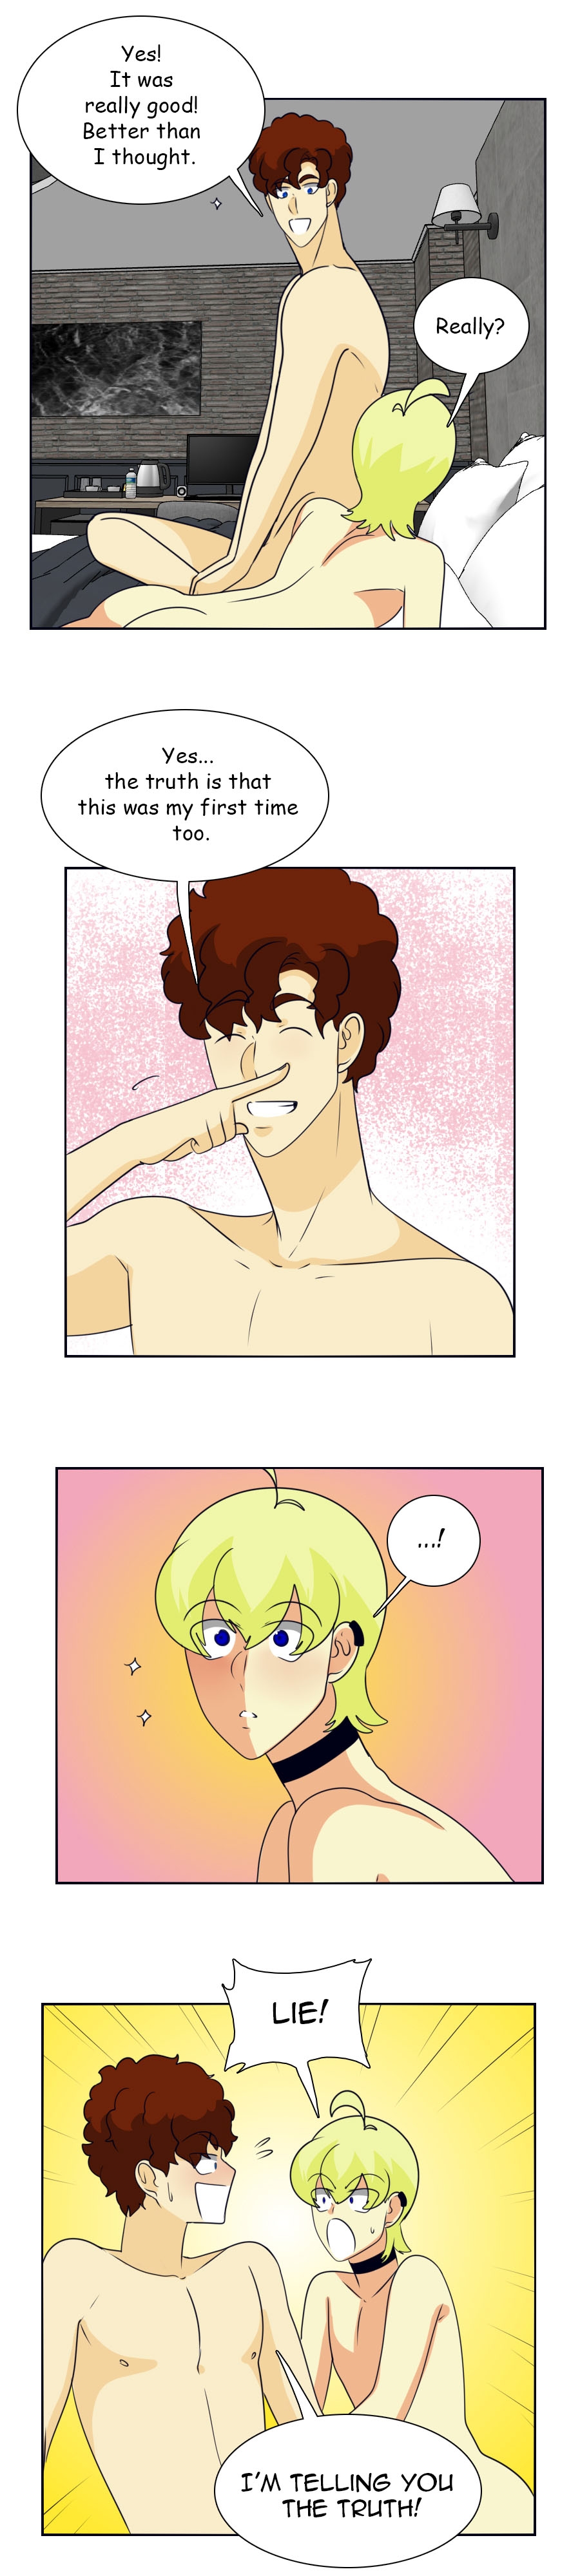 Yes!
It was
really good!
Better than
I thought.
Really?
Yes...
the truth is that
this was my first time
too.
...!
LIE!
I'M TELLING YOU
THE TRUTH!